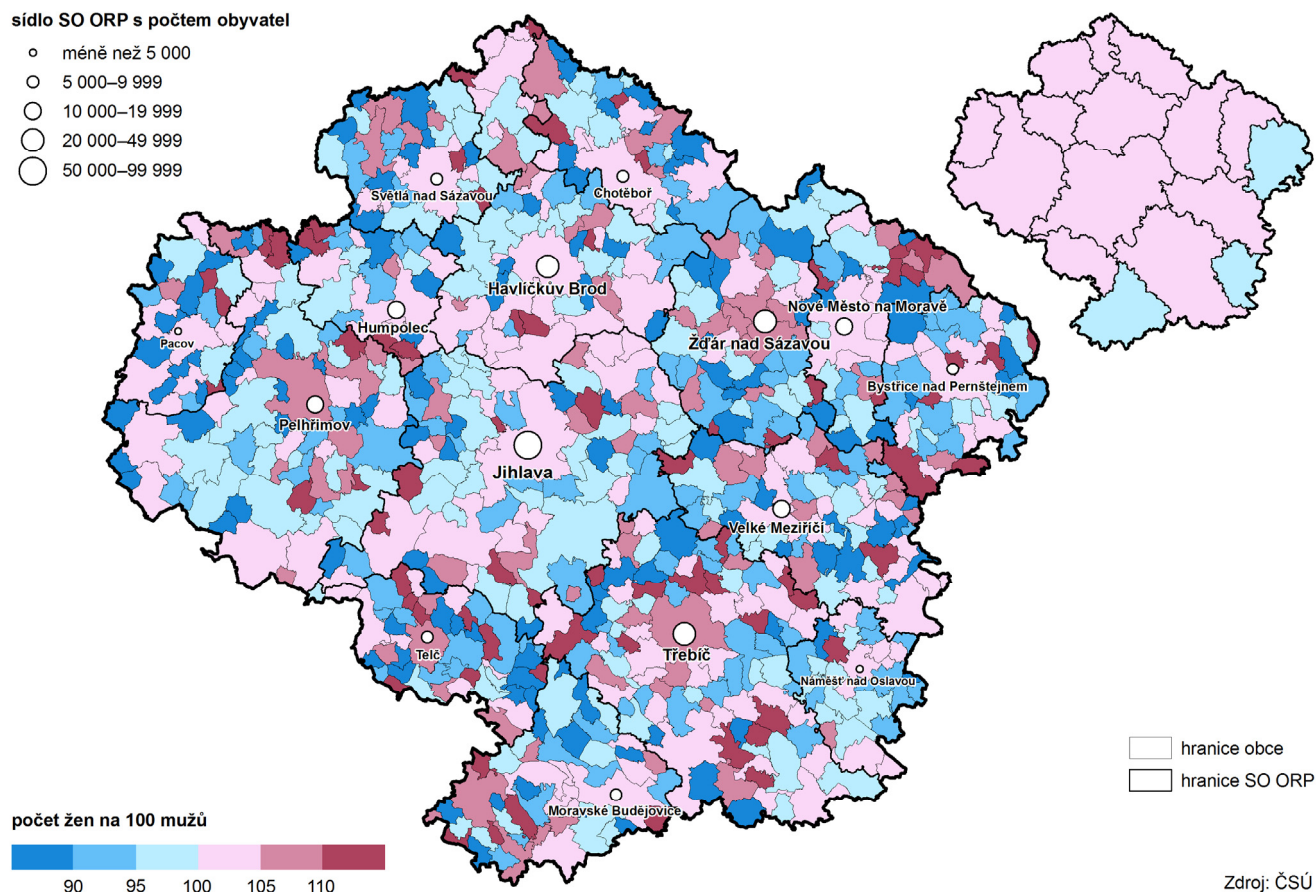 sídlo SO ORP s počtem obyvatel
méně než 5 000
5 000–9 999
10 000–19 999
20 000–49 999
50 000–99 999
Světlá nad Sázavou
Chotěboř
Havlíčkův Brod
Nové Město na Moravě
Humpolec
Žďár nad Sázavou
Pacov
Bystřice nad Pernštejnem
Pelhřimov
Jihlava
Velké Meziříčí
Telč
Třebíč
Náměšť nad Oslavou
Moravské Budějovice
hranice obce
hranice SO ORP
počet žen na 100 mužů
90 95 100 105 110
Zdroj: ČSÚ